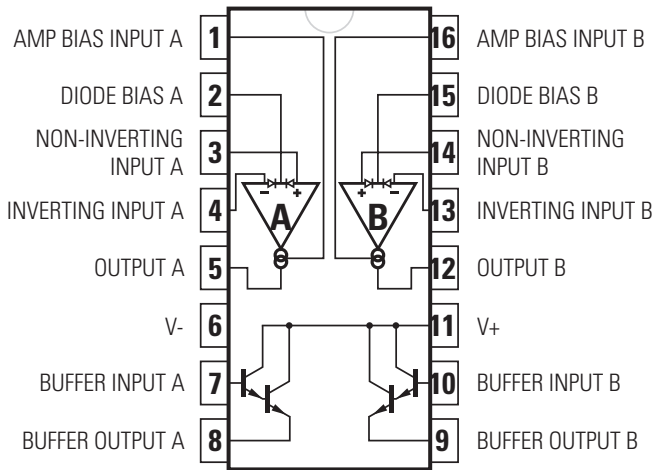 AMP BIAS INPUT A 1 16 AMP BIAS INPUT B
DIODE BIAS A 2 15 DIODE BIAS B
NON-INVERTING
INPUT A 3 14 NON-INVERTING
INPUT B
INVERTING INPUT A 4 13 INVERTING INPUT B
- + + -
A B
OUTPUT A 5 12 OUTPUT B
V- 6 11 V+
BUFFER INPUT A 7 10 BUFFER INPUT B
BUFFER OUTPUT A 8 9 BUFFER OUTPUT B